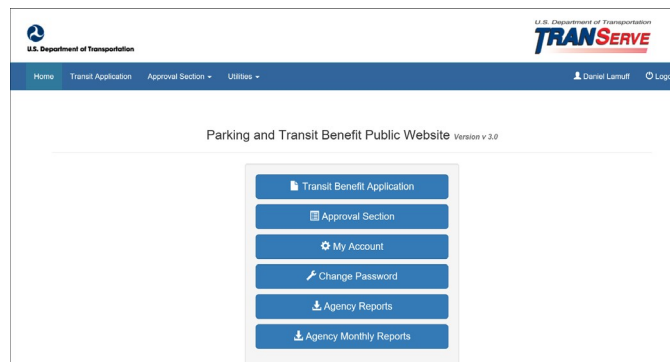 U.S. Department of Transportation
TRANSERVE
U.S. Department of Transportation
Home Transit Application Approval Section Utilities Daniel Lamuff Logo
Parking and Transit Benefit Public Website Version v 3.0
Transit Benefit Application
Approval Section
My Account
Change Password
Agency Reports
Agency Monthly Reports